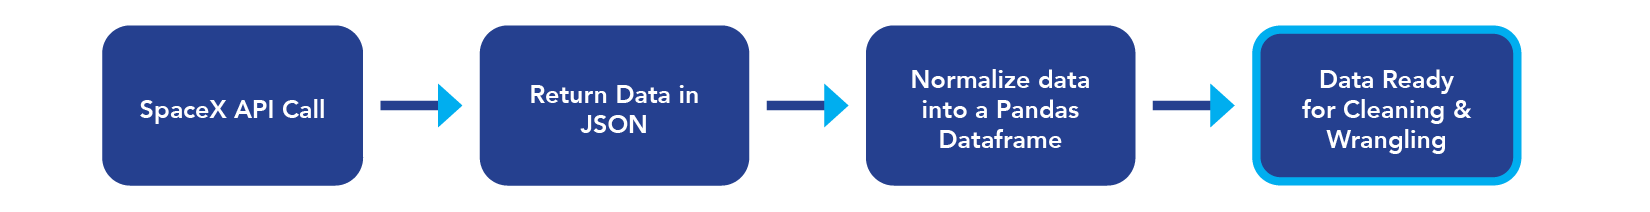 SpaceX API Call
Return Data in
JSON
Normalize data
into a Pandas
Dataframe
Data Ready
for Cleaning &
Wrangling